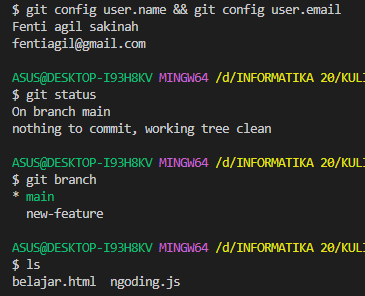 $ git config user.name && git config user.email
Fenti agil sakinah
fentiagil@gmail.com
ASUS@DESKTOP-I93H8KV MINGW64 /d/INFORMATIKA 20/KULI
$ git status
On branch main
nothing to commit, working tree clean
ASUS@DESKTOP-I93H8KV MINGW64 /d/INFORMATIKA 20/KULI
$ git branch
* main
  new-feature
ASUS@DESKTOP-I93H8KV MINGW64 /d/INFORMATIKA 20/KULI
$ ls
belajar.html  ngoding.js